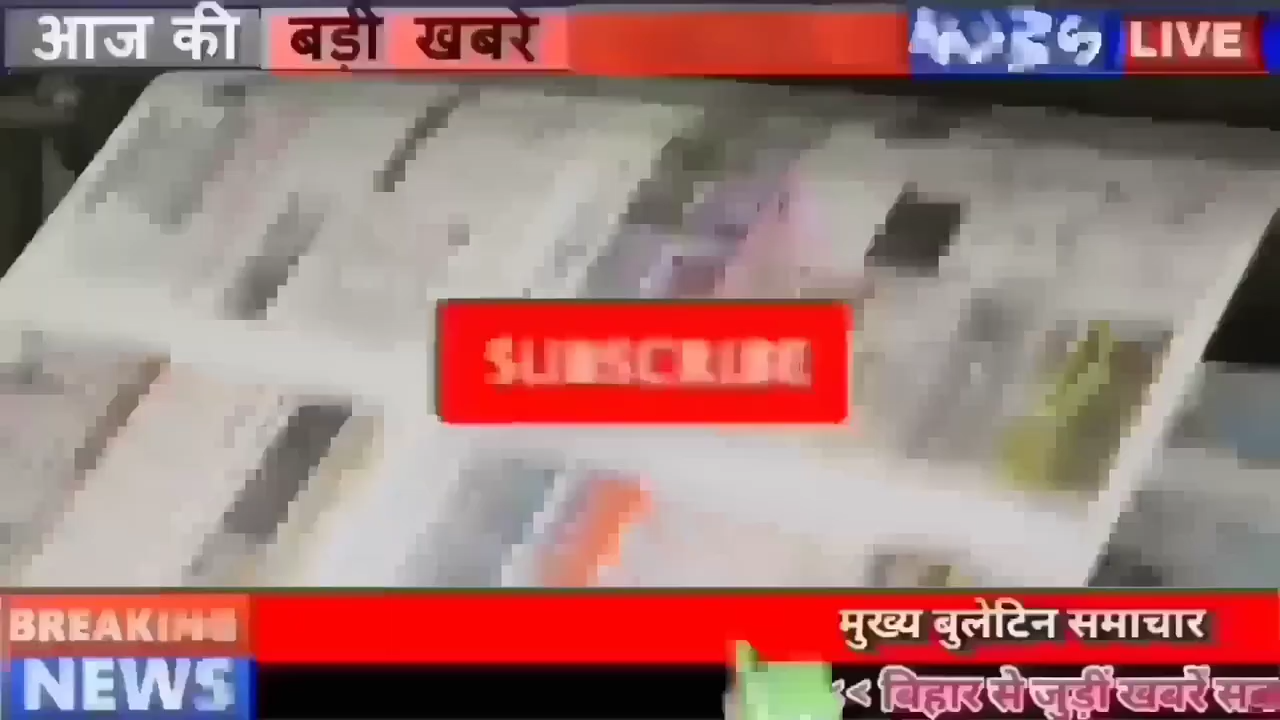 आज की बड़ी खबरे
LIVE
SUBSCRIBE
BREAKING
NEWS
मुख्य बुलेटिन समाचार
<< बिहार से जुड़ीं खबरें